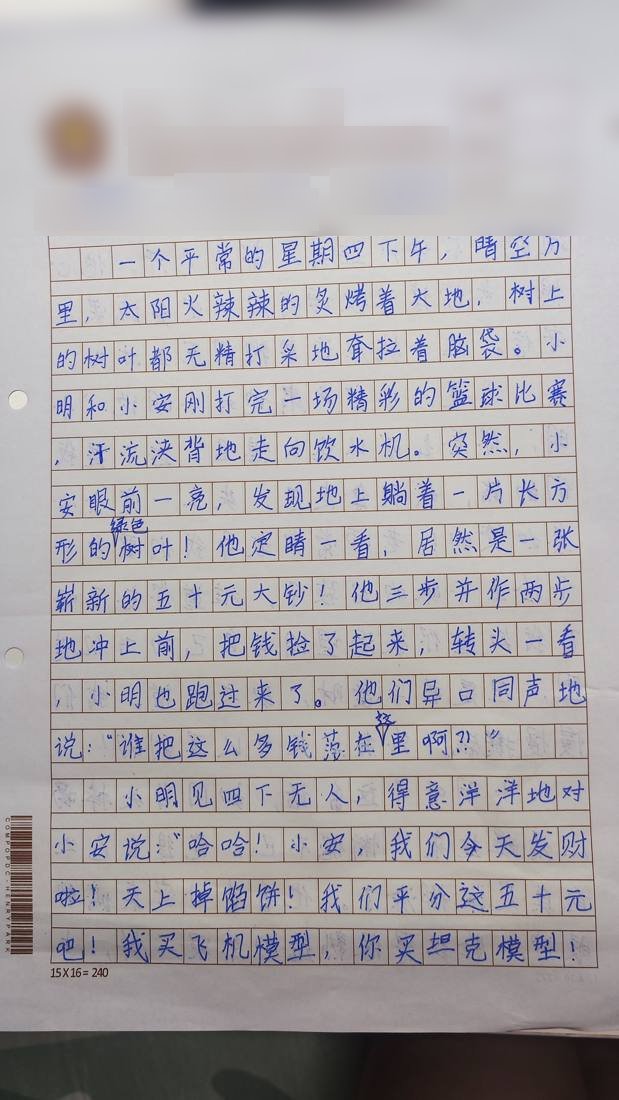 一个平常的星期四下午，晴空万
里，太阳火辣辣的炙烤着大地，树上
的树叶都无精打采地耷拉着脑袋。小
明和小安刚打完一场精彩的篮球比赛
，汗流浃背地走向饮水机。突然，小
安眼前一亮，发现地上躺着一片长方
形的绿色树叶！他定睛一看，居然是一张
崭新的五十元大钞！他三步并作两步
地冲上前，把钱捡了起来，转头一看
，小明也跑过来了。他们异口同声地
说：“谁把这么多钱落在这里啊？！”
小明见四下无人，得意洋洋地对
小安说：“哈哈！小安，我们今天发财
啦！天上掉馅饼！我们平分这五十元
吧！我买飞机模型，你买坦克模型！
15X16=240
COMPOPDC-HENRYPARK